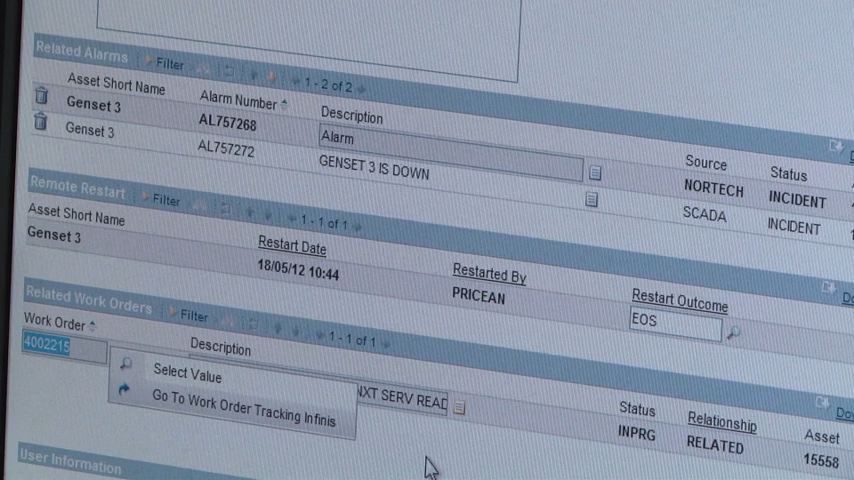 Related Alarms Filter 1 - 2 of 2
Asset Short Name Alarm Number Description Source Status
Genset 3 AL757268 Alarm NORTECH INCIDENT
Genset 3 AL757272 GENSET 3 IS DOWN SCADA INCIDENT
Remote Restart Filter 1 - 1 of 1
Asset Short Name Restart Date Restarted By Restart Outcome
Genset 3 18/05/12 10:44 PRICEAN EOS
Related Work Orders Filter 1 - 1 of 1
Work Order Description Status Relationship Asset
4002215 NXT SERV READ INPRG RELATED 15558
Select Value
Go To Work Order Tracking Infinis
User Information